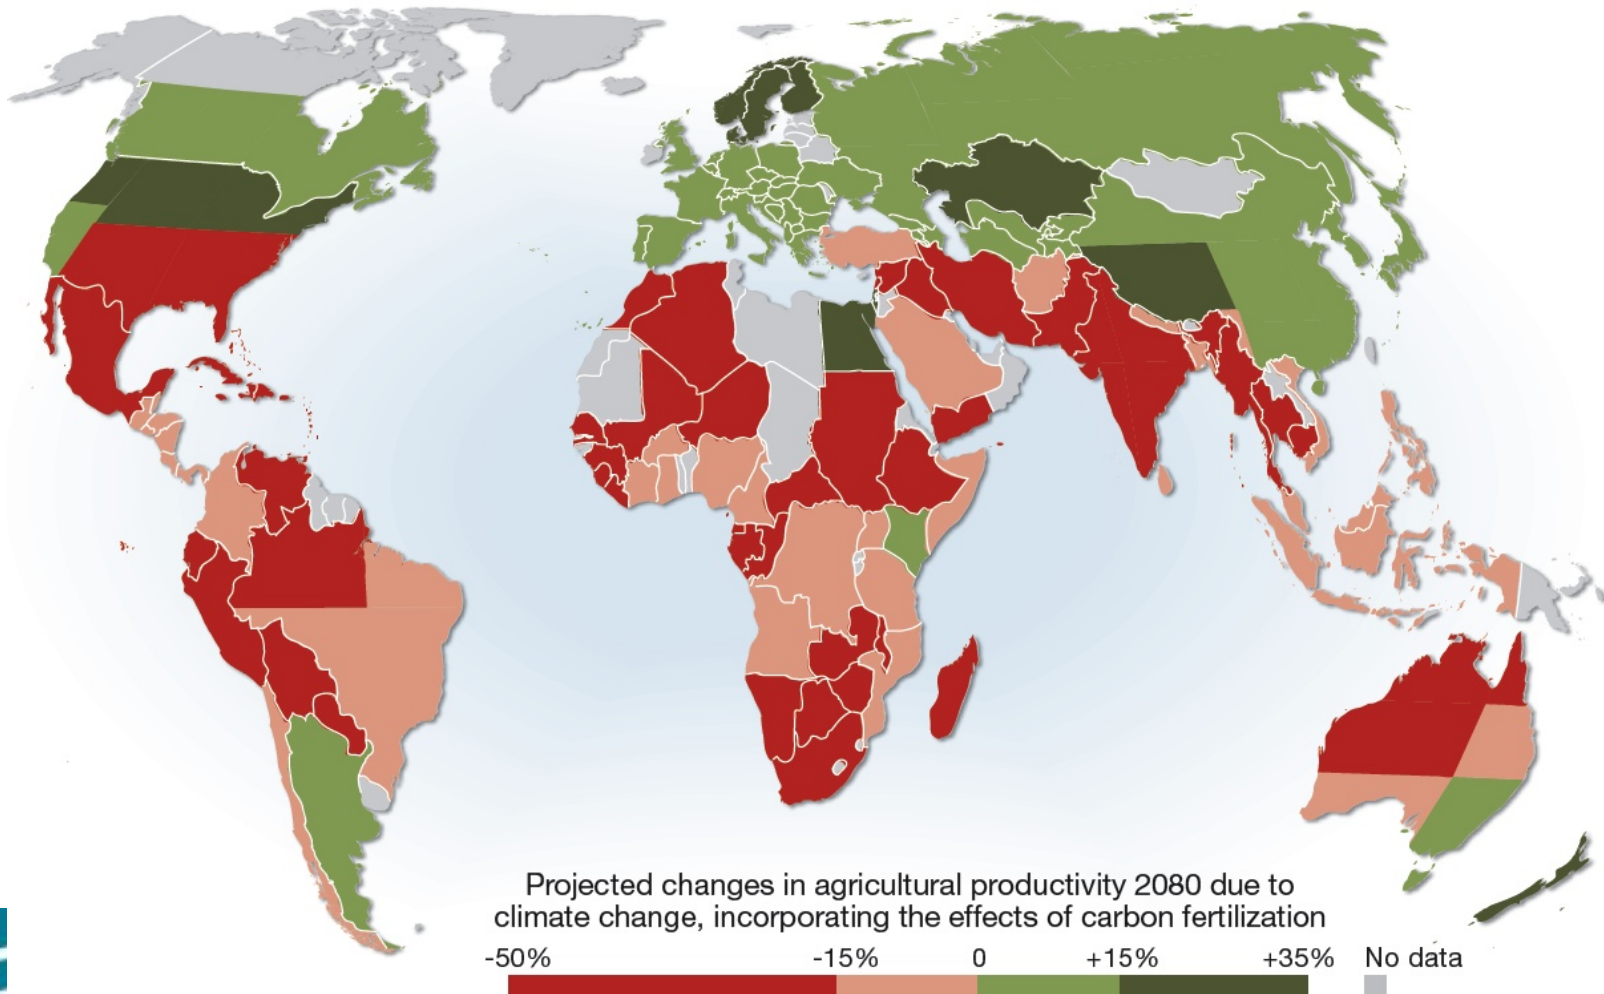 Projected changes in agricultural productivity 2080 due to
climate change, incorporating the effects of carbon fertilization
-50% -15% 0 +15% +35% No data